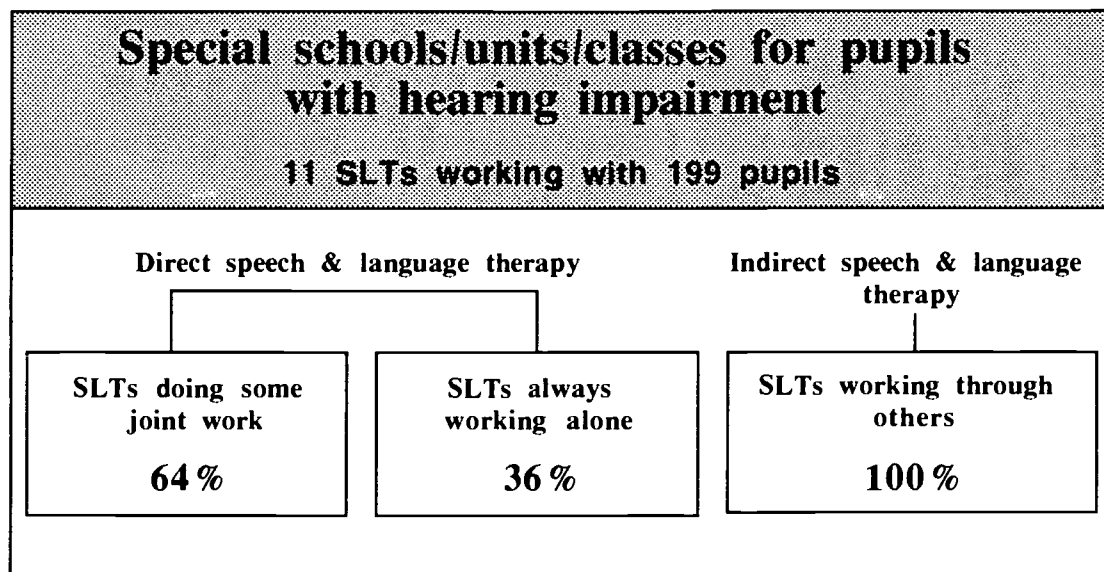 Special schools/units/classes for pupils
with hearing impairment
11 SLTs working with 199 pupils
Direct speech & language therapy
Indirect speech & language
therapy
SLTs doing some
joint work
64%
SLTs always
working alone
36%
SLTs working through
others
100%